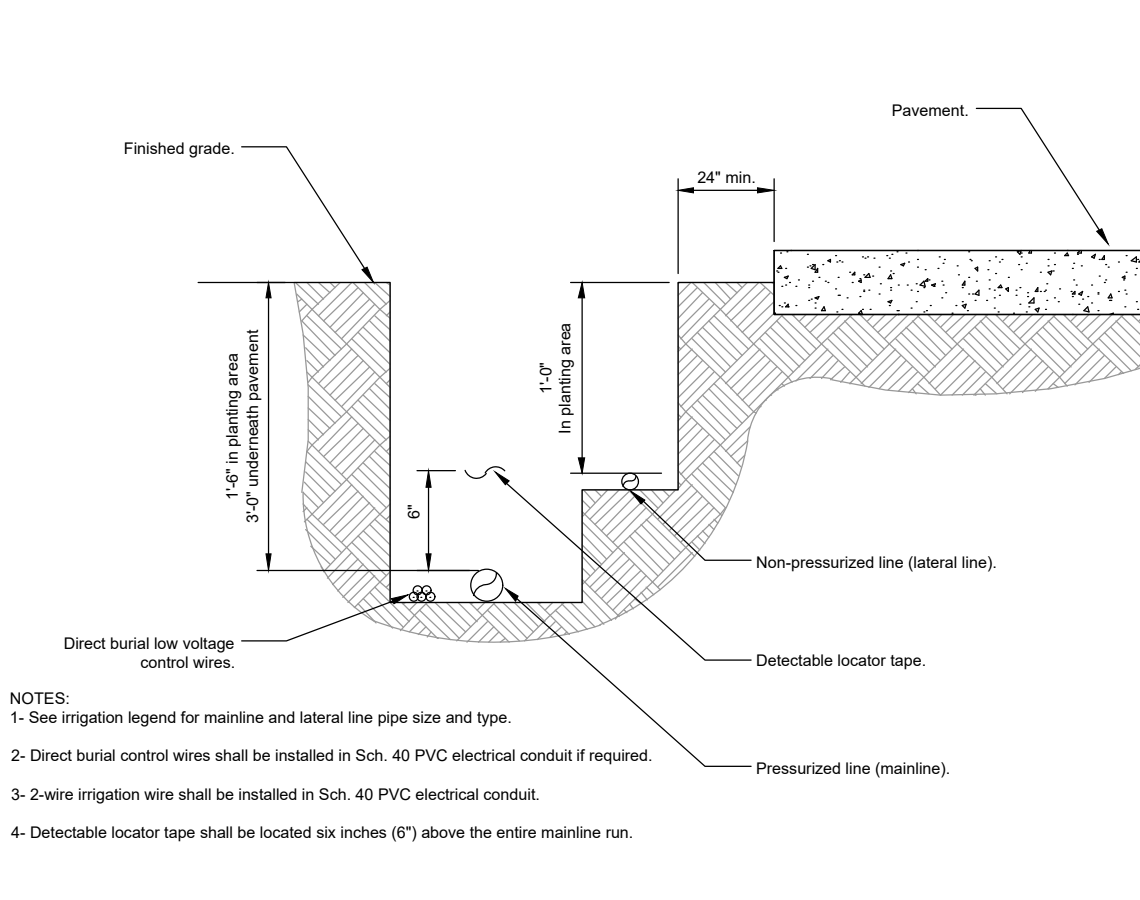 Pavement.
Finished grade.
24" min.
1'-6" in planting area
3'-0" underneath pavement
1'-0"
In planting area
6"
Non-pressurized line (lateral line).
Direct burial low voltage
control wires.
Detectable locator tape.
Pressurized line (mainline).
NOTES:
1- See irrigation legend for mainline and lateral line pipe size and type.
2- Direct burial control wires shall be installed in Sch. 40 PVC electrical conduit if required.
3- 2-wire irrigation wire shall be installed in Sch. 40 PVC electrical conduit.
4- Detectable locator tape shall be located six inches (6") above the entire mainline run.